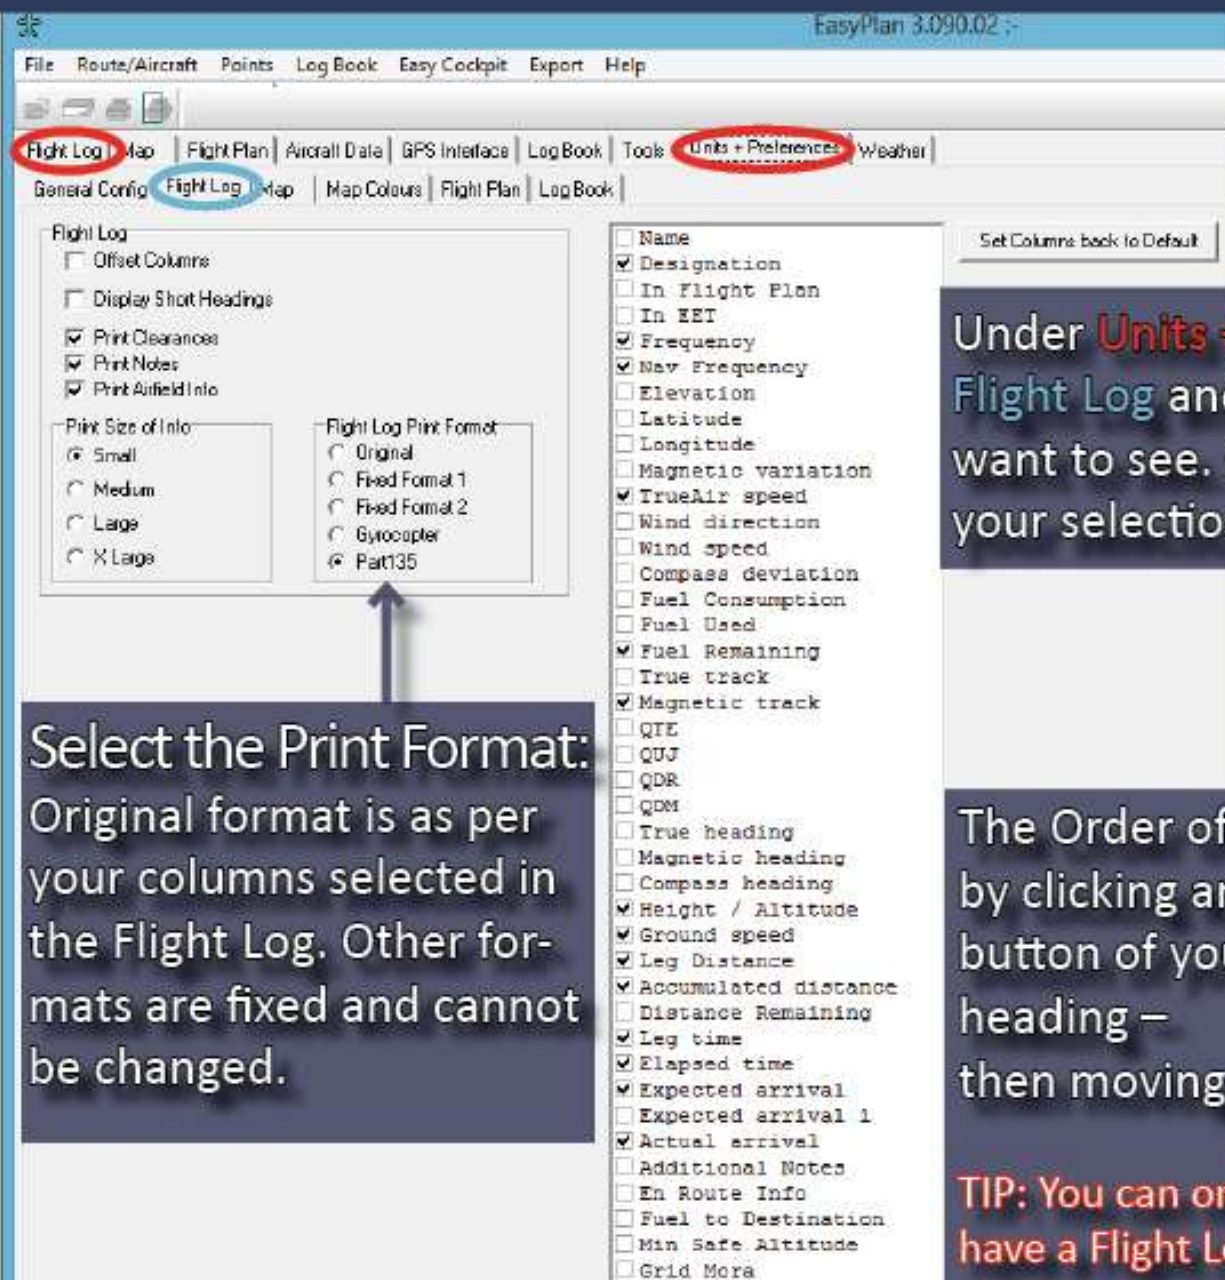 EasyPlan 3.090.02 :-
File Route/Aircraft Points Log Book Easy Cockpit Export Help
Flight Log Map Flight Plan Aircraft Data GPS Interface Log Book Tools Units + Preferences Weather
General Config Flight Log Map Map Colours Flight Plan Log Book
Flight Log
Offset Columns
Display Short Headings
Print Clearances
Print Notes
Print Airfield Info
Print Size of Info
Small
Medium
Large
X Large
Flight Log Print Format
Original
Fixed Format 1
Fixed Format 2
Gyrocopter
Part135
Select the Print Format:
Original format is as per
your columns selected in
the Flight Log. Other for-
mats are fixed and cannot
be changed.
Name
Designation
In Flight Plan
In EET
Frequency
Nav Frequency
Elevation
Latitude
Longitude
Magnetic variation
TrueAir speed
Wind direction
Wind speed
Compass deviation
Fuel Consumption
Fuel Used
Fuel Remaining
True track
Magnetic track
QTE
QUJ
QDR
QDM
True heading
Magnetic heading
Compass heading
Height / Altitude
Ground speed
Leg Distance
Accumulated distance
Distance Remaining
Leg time
Elapsed time
Expected arrival
Expected arrival 1
Actual arrival
Additional Notes
En Route Info
Fuel to Destination
Min Safe Altitude
Grid Mora
Set Columns back to Default
Under Units
Flight Log and
want to see.
your selectio
The Order of
by clicking an
button of you
heading –
then moving
TIP: You can on
have a Flight Lo